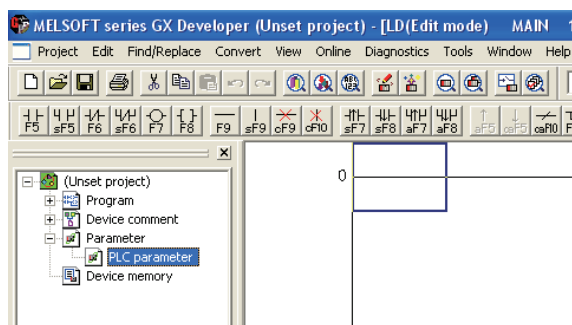 MELSOFT series GX Developer (Unset project) - [LD(Edit mode) MAIN 1
Project Edit Find/Replace Convert View Online Diagnostics Tools Window Help
F5 sF5 F6 sF6 F7 F8 F9 sF9 cF9 cF10 sF7 sF8 aF7 aF8 aF5 caF5 caF10
(Unset project)
0
Program
Device comment
Parameter
PLC parameter
Device memory